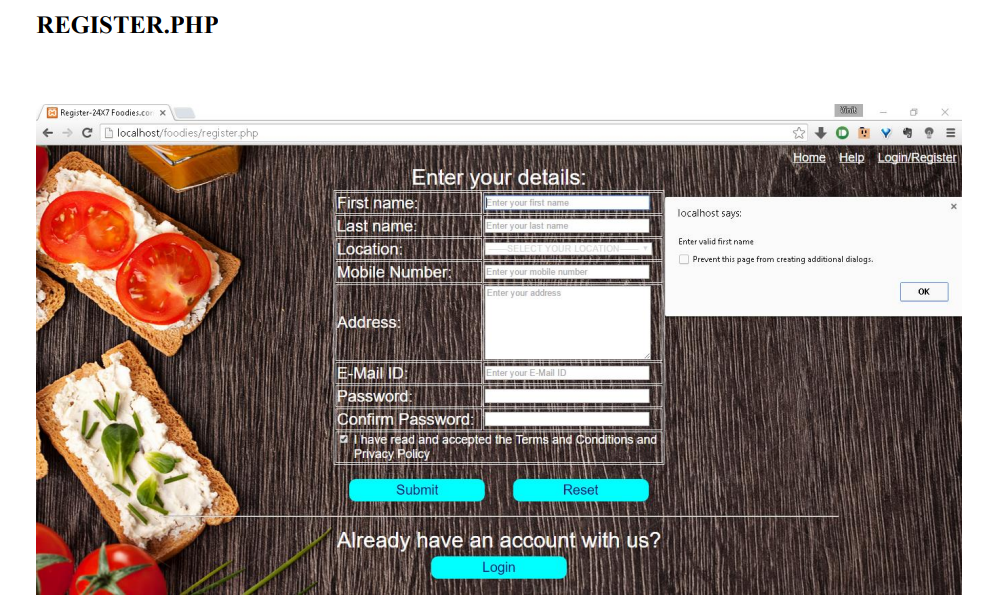 REGISTER.PHP
Register-24X7 Foodies.com
Vinit
localhost/foodies/register.php
Home Help Login/Register
Enter your details:
First name: Enter your first name
Last name: Enter your last name
Location: ------SELECT YOUR LOCATION------
Mobile Number: Enter your mobile number
Address: Enter your address
E-Mail ID: Enter your E-Mail ID
Password:
Confirm Password:
I have read and accepted the Terms and Conditions and
Privacy Policy
Submit Reset
Already have an account with us?
Login
localhost says:
Enter valid first name
Prevent this page from creating additional dialogs.
OK